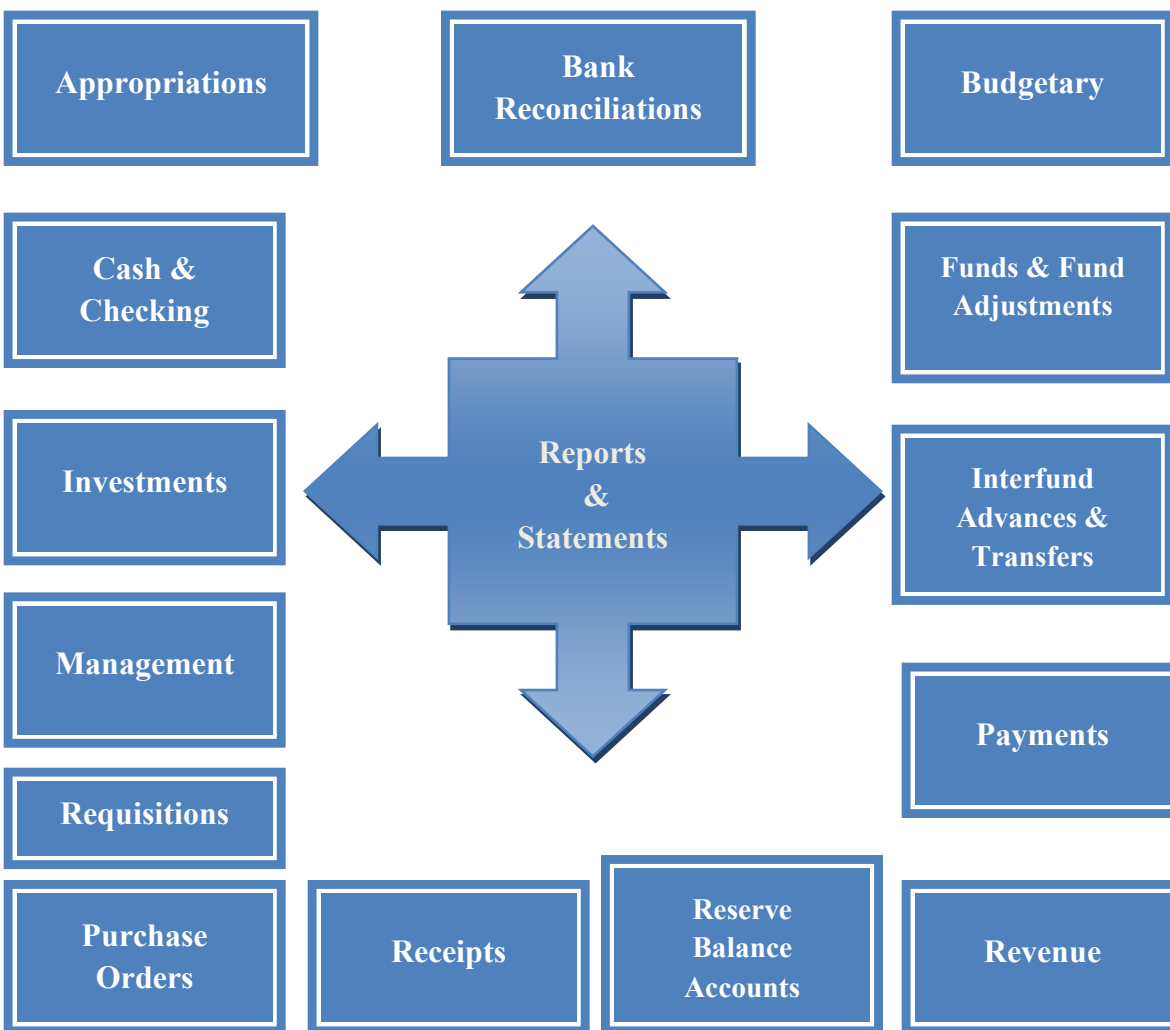 Appropriations
Bank
Reconciliations
Budgetary
Cash &
Checking
Funds & Fund
Adjustments
Reports
&
Statements
Investments
Interfund
Advances &
Transfers
Management
Payments
Requisitions
Purchase
Orders
Receipts
Reserve
Balance
Accounts
Revenue